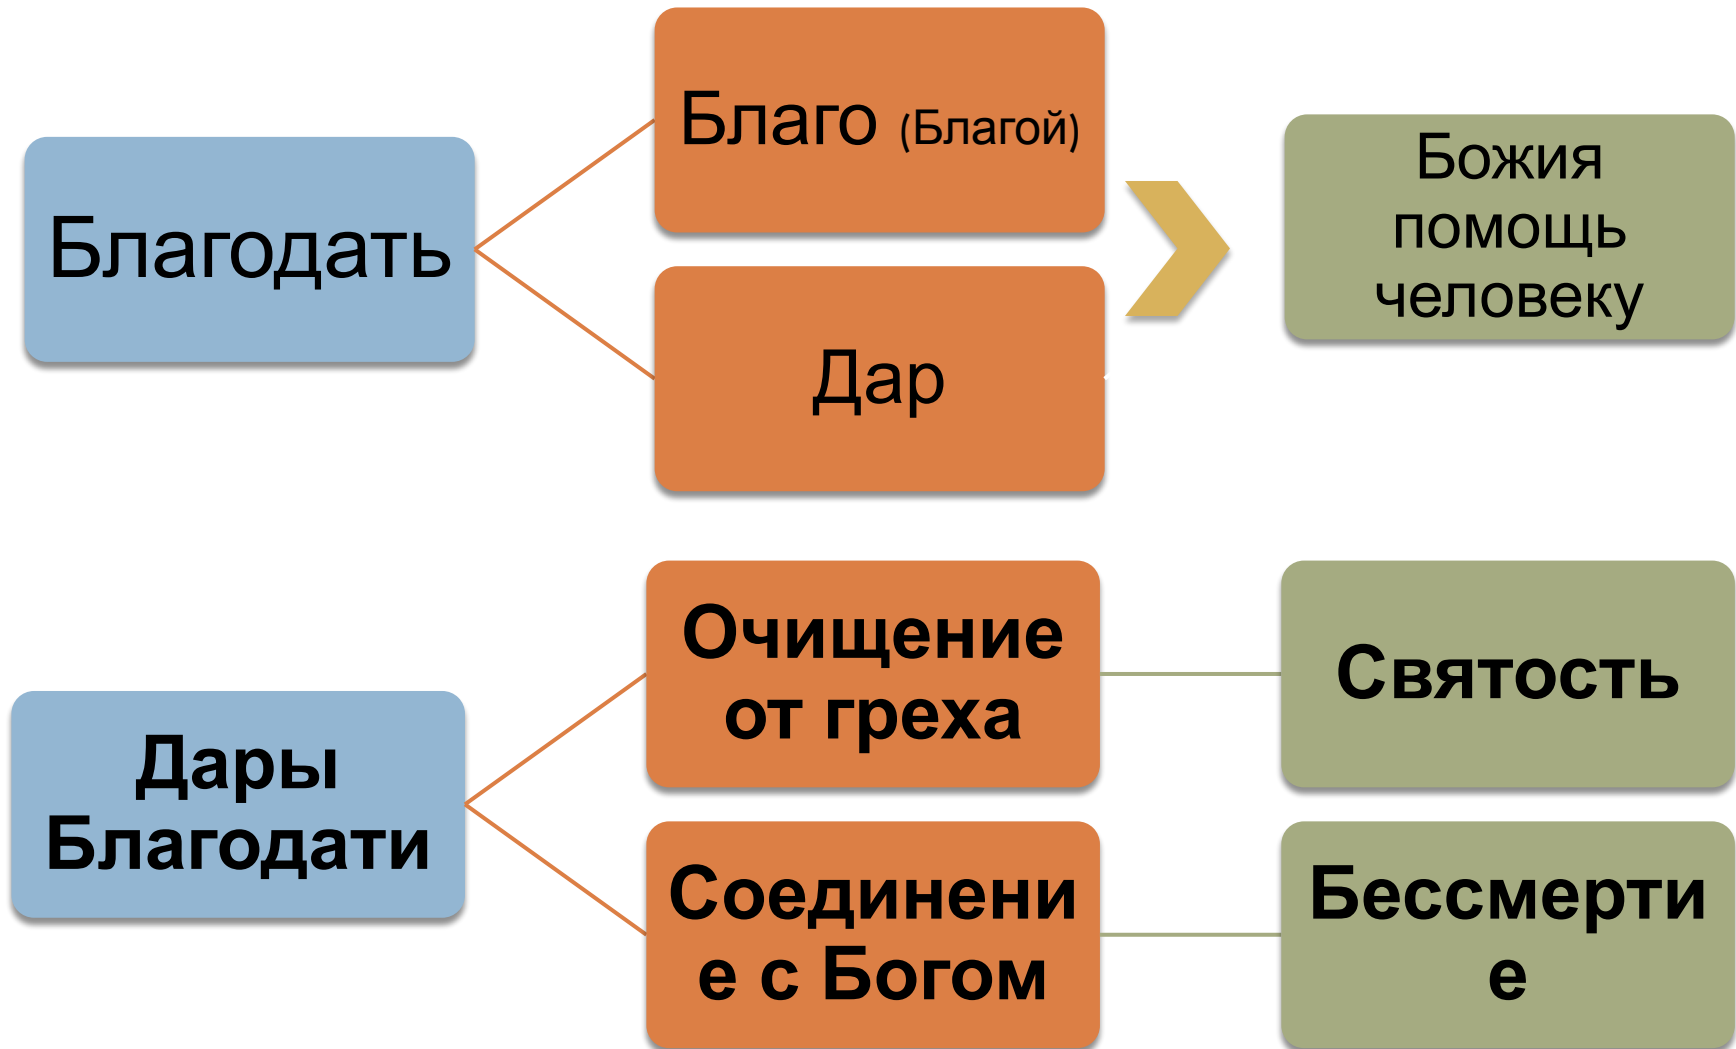 Благодать
Благо (Благой)
Дар
Божия
помощь
человеку
Дары
Благодати
Очищение
от греха
Святость
Соединени
е с Богом
Бессмерти
е